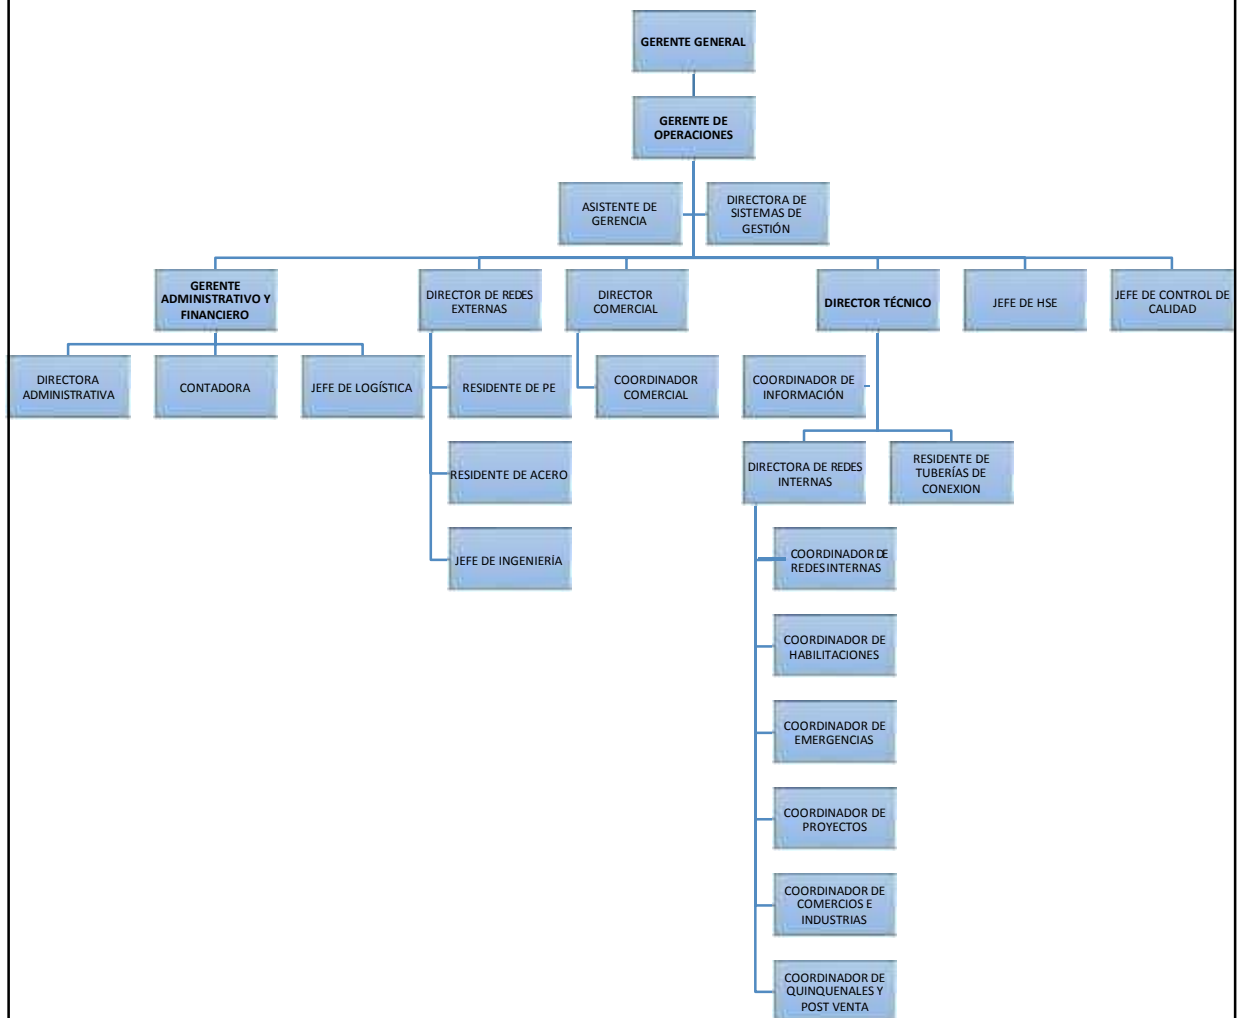 GERENTE GENERAL
GERENTE DE
OPERACIONES
ASISTENTE DE
GERENCIA
DIRECTORA DE
SISTEMAS DE
GESTIÓN
GERENTE
ADMINISTRATIVO Y
FINANCIERO
DIRECTOR DE REDES
EXTERNAS
DIRECTOR
COMERCIAL
DIRECTOR TÉCNICO
JEFE DE HSE
JEFE DE CONTROL DE
CALIDAD
DIRECTORA
ADMINISTRATIVA
CONTADORA
JEFE DE LOGÍSTICA
RESIDENTE DE PE
COORDINADOR
COMERCIAL
COORDINADOR DE
INFORMACIÓN
RESIDENTE DE ACERO
DIRECTORA DE REDES
INTERNAS
RESIDENTE DE
TUBERÍAS DE
CONEXION
JEFE DE INGENIERÍA
COORDINADOR DE
REDES INTERNAS
COORDINADOR DE
HABILITACIONES
COORDINADOR DE
EMERGENCIAS
COORDINADOR DE
PROYECTOS
COORDINADOR DE
COMERCIOS E
INDUSTRIAS
COORDINADOR DE
QUINQUENALES Y
POST VENTA